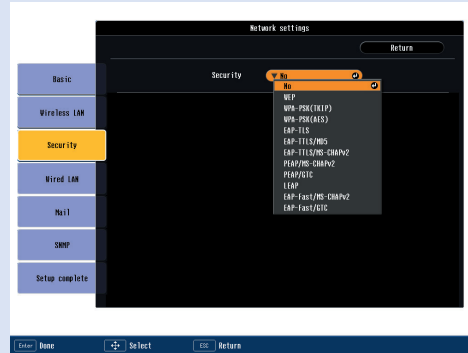 Network settings
Return
Basic
Wireless LAN
Security
Wired LAN
Mail
SNMP
Setup complete
Security
No
No
WEP
WPA-PSK(TKIP)
WPA-PSK(AES)
EAP-TLS
EAP-TTLS/MD5
EAP-TTLS/MS-CHAPv2
PEAP/MS-CHAPv2
PEAP/GTC
LEAP
EAP-Fast/MS-CHAPv2
EAP-Fast/GTC
Enter Done
Select
ESC Return